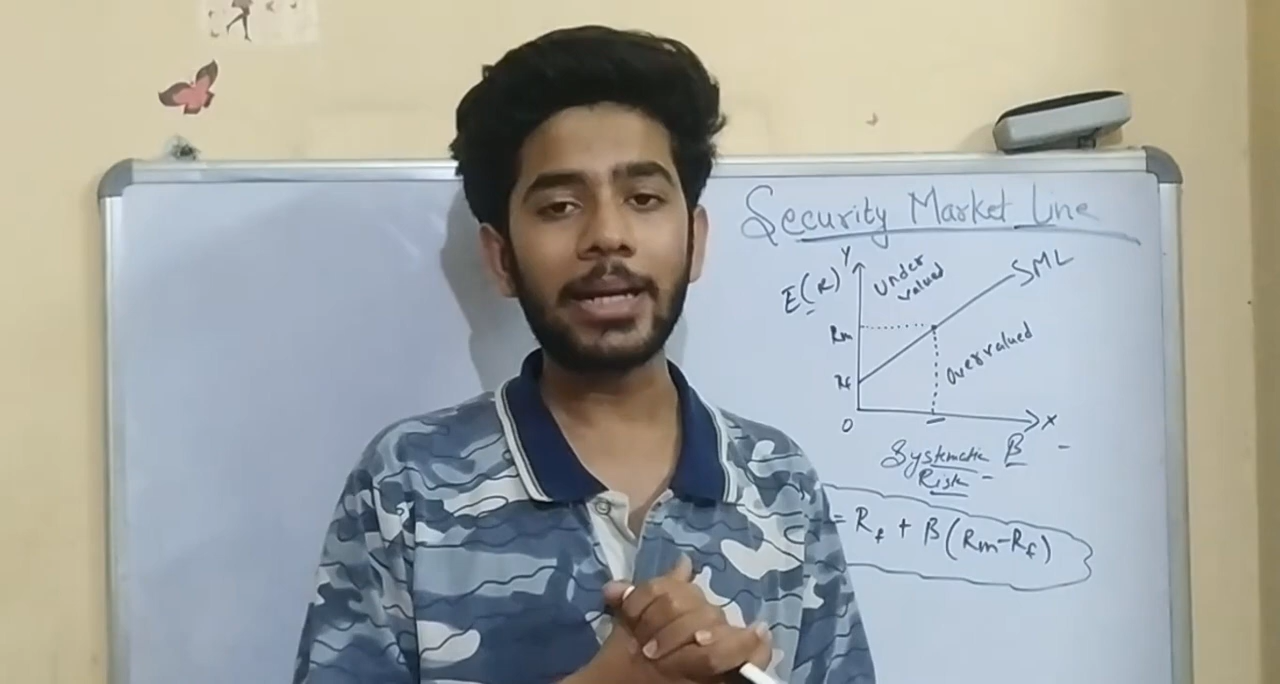 Security Market Line
Y
E(R)
under
valued
SML
Rm
overvalued
Rf
0
X
Systematic β
Risk
= Rf + β(Rm-Rf)